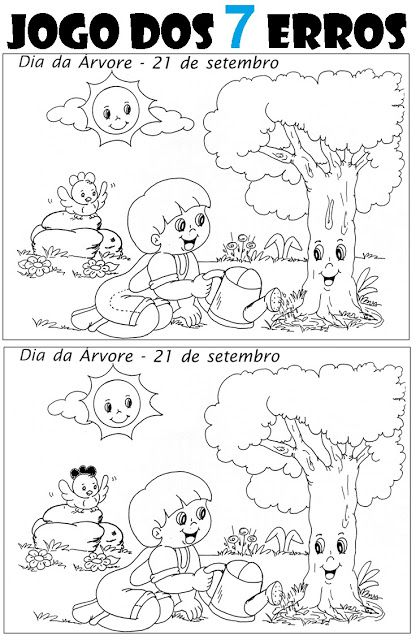 JOGO DOS 7 ERROS
Dia da Árvore - 21 de setembro
Dia da Árvore - 21 de setembro